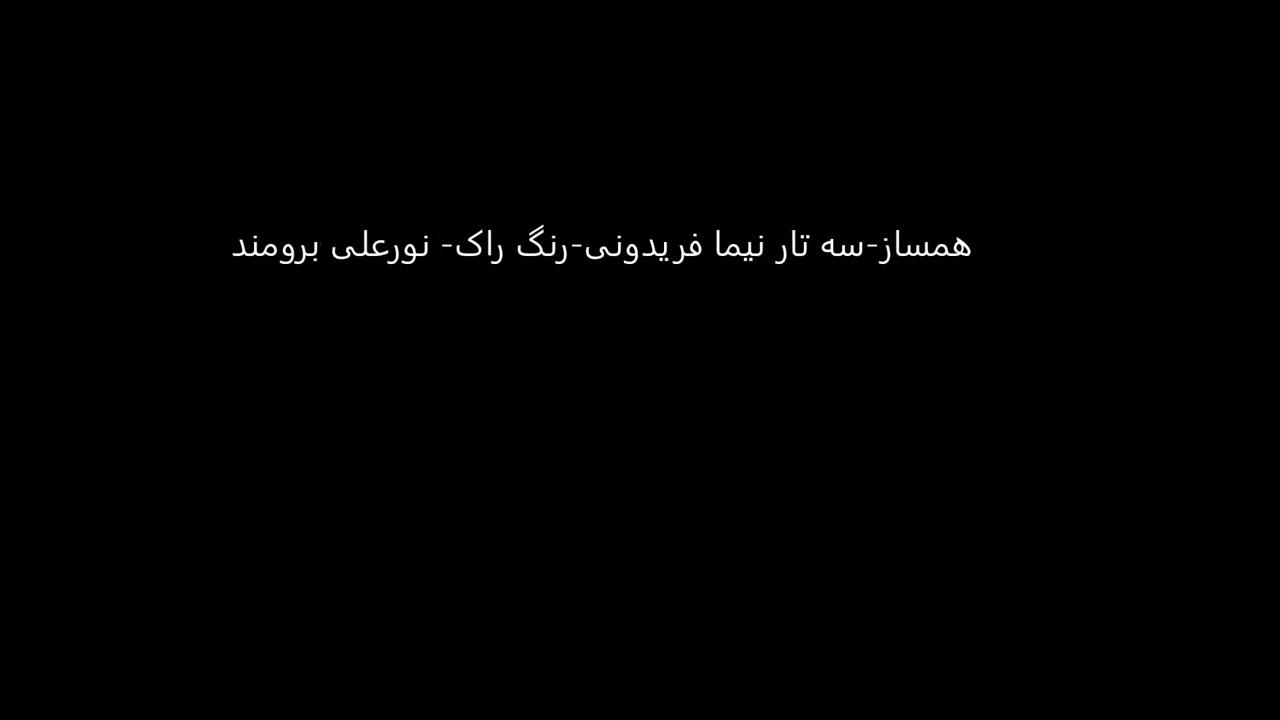 همساز-سه تار نیما فریدونی-رنگ راک- نورعلی برومند